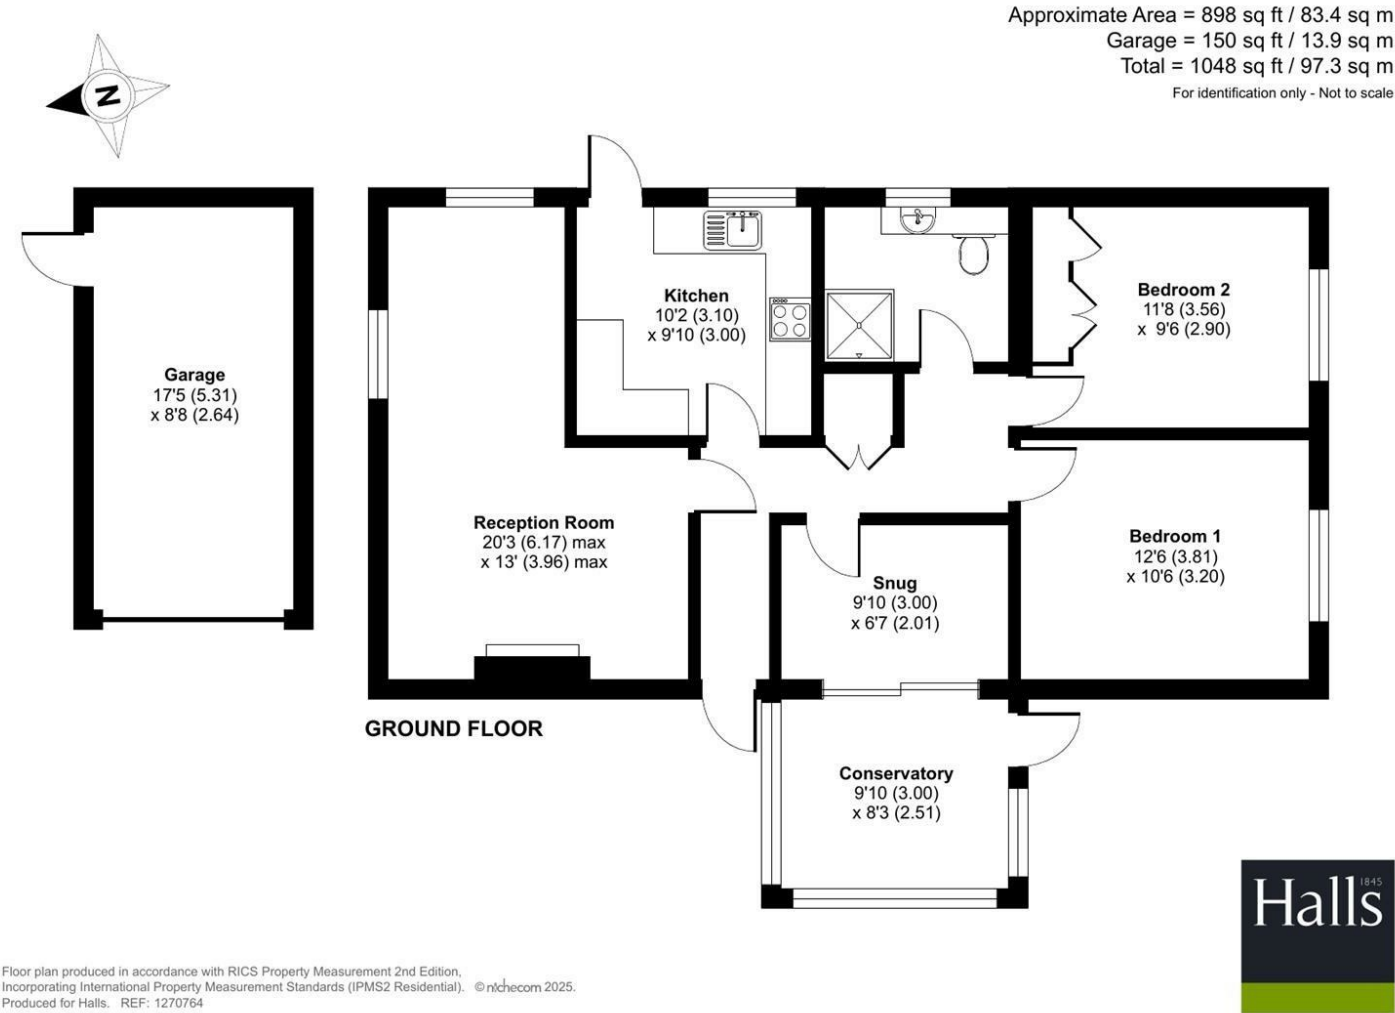 Approximate Area = 898 sq ft / 83.4 sq m
Garage = 150 sq ft / 13.9 sq m
Total = 1048 sq ft / 97.3 sq m
For identification only - Not to scale
N
Kitchen
10'2 (3.10)
x 9'10 (3.00)
Bedroom 2
11'8 (3.56)
x 9'6 (2.90)
Garage
17'5 (5.31)
x 8'8 (2.64)
Reception Room
20'3 (6.17) max
x 13' (3.96) max
Snug
9'10 (3.00)
x 6'7 (2.01)
Bedroom 1
12'6 (3.81)
x 10'6 (3.20)
GROUND FLOOR
Conservatory
9'10 (3.00)
x 8'3 (2.51)
1845
Halls
Floor plan produced in accordance with RICS Property Measurement 2nd Edition,
Incorporating International Property Measurement Standards (IPMS2 Residential). ©nichecom 2025.
Produced for Halls. REF: 1270764